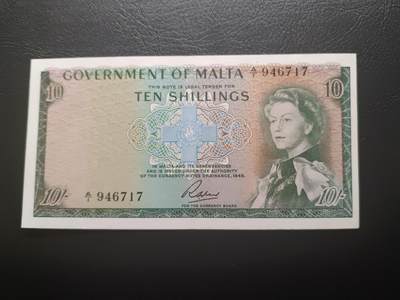 10 GOVERNMENT OF MALTA A/1 946717
THIS NOTE IS LEGAL TENDER FOR
TEN SHILLINGS 10
IN MALTA AND ITS DEPENDENCIES
AND IS ISSUED UNDER THE AUTHORITY
OF THE CURRENCY NOTES ORDINANCE, 1949.
10/- A/1 946717 10/-
FOR THE CURRENCY BOARD